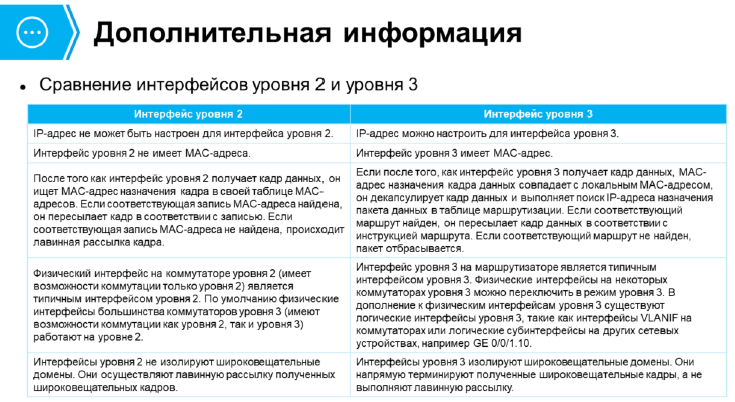 Дополнительная информация
• Сравнение интерфейсов уровня 2 и уровня 3
Интерфейс уровня 2
Интерфейс уровня 3
IP-адрес не может быть настроен для интерфейса уровня 2.
IP-адрес можно настроить для интерфейса уровня 3.
Интерфейс уровня 2 не имеет MAC-адреса.
Интерфейс уровня 3 имеет MAC-адрес.
После того как интерфейс уровня 2 получает кадр данных, он
ищет MAC-адрес назначения кадра в своей таблице MAC-
адресов. Если соответствующая запись MAC-адреса найдена,
он пересылает кадр в соответствии с записью. Если
соответствующая запись MAC-адреса не найдена, происходит
лавинная рассылка кадра.
Если после того, как интерфейс уровня 3 получает кадр данных, MAC-
адрес назначения кадра данных совпадает с локальным MAC-адресом,
он декапсулирует кадр данных и выполняет поиск IP-адреса назначения
пакета данных в таблице маршрутизации. Если соответствующий
маршрут найден, он пересылает кадр данных в соответствии с
инструкцией маршрута. Если соответствующий маршрут не найден,
пакет отбрасывается.
Физический интерфейс на коммутаторе уровня 2 (имеет
возможности коммутации только уровня 2) является
типичным интерфейсом уровня 2. По умолчанию физические
интерфейсы большинства коммутаторов уровня 3 (имеют
возможности коммутации как уровня 2, так и уровня 3)
работают на уровне 2.
Интерфейс уровня 3 на маршрутизаторе является типичным
интерфейсом уровня 3. Физические интерфейсы на некоторых
коммутаторах уровня 3 можно переключить в режим уровня 3. В
дополнение к физическим интерфейсам уровня 3 существуют
логические интерфейсы уровня 3, такие как интерфейсы VLANIF на
коммутаторах или логические субинтерфейсы на других сетевых
устройствах, например GE 0/0/1.10.
Интерфейсы уровня 2 не изолируют широковещательные
домены. Они осуществляют лавинную рассылку полученных
широковещательных кадров.
Интерфейсы уровня 3 изолируют широковещательные домены. Они
напрямую терминируют полученные широковещательные кадры, а не
выполняют лавинную рассылку.